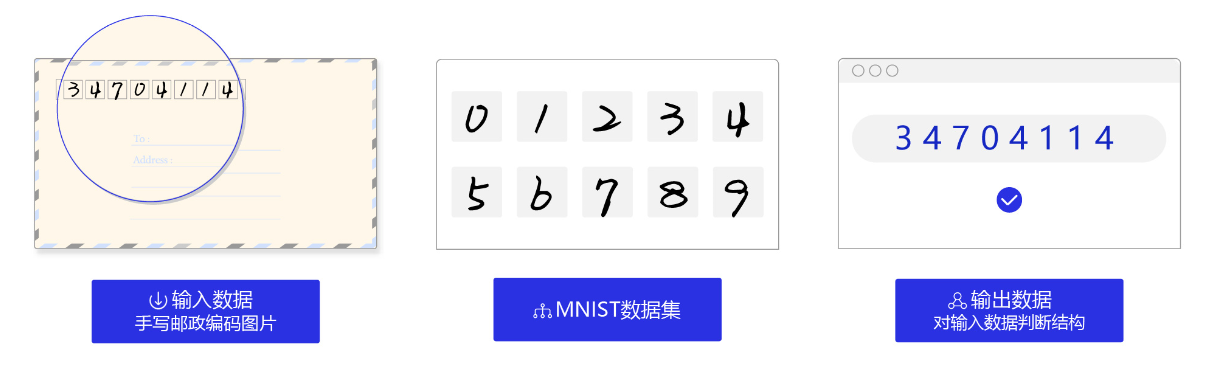 3 4 7 0 4 1 1 4
To :
Address :
输入数据
手写邮政编码图片
0 1 2 3 4
5 6 7 8 9
MNIST数据集
3 4 7 0 4 1 1 4
输出数据
对输入数据判断结构